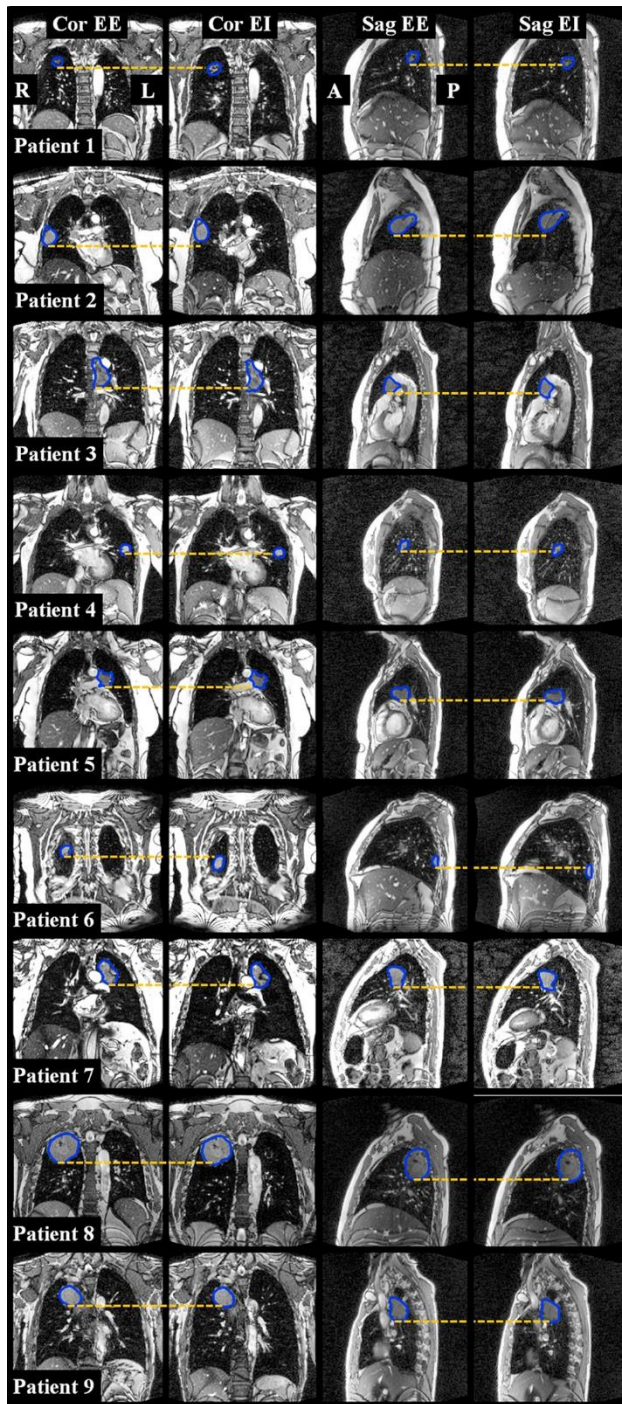 Cor EE Cor EI Sag EE Sag EI
R L A P
Patient 1
Patient 2
Patient 3
Patient 4
Patient 5
Patient 6
Patient 7
Patient 8
Patient 9